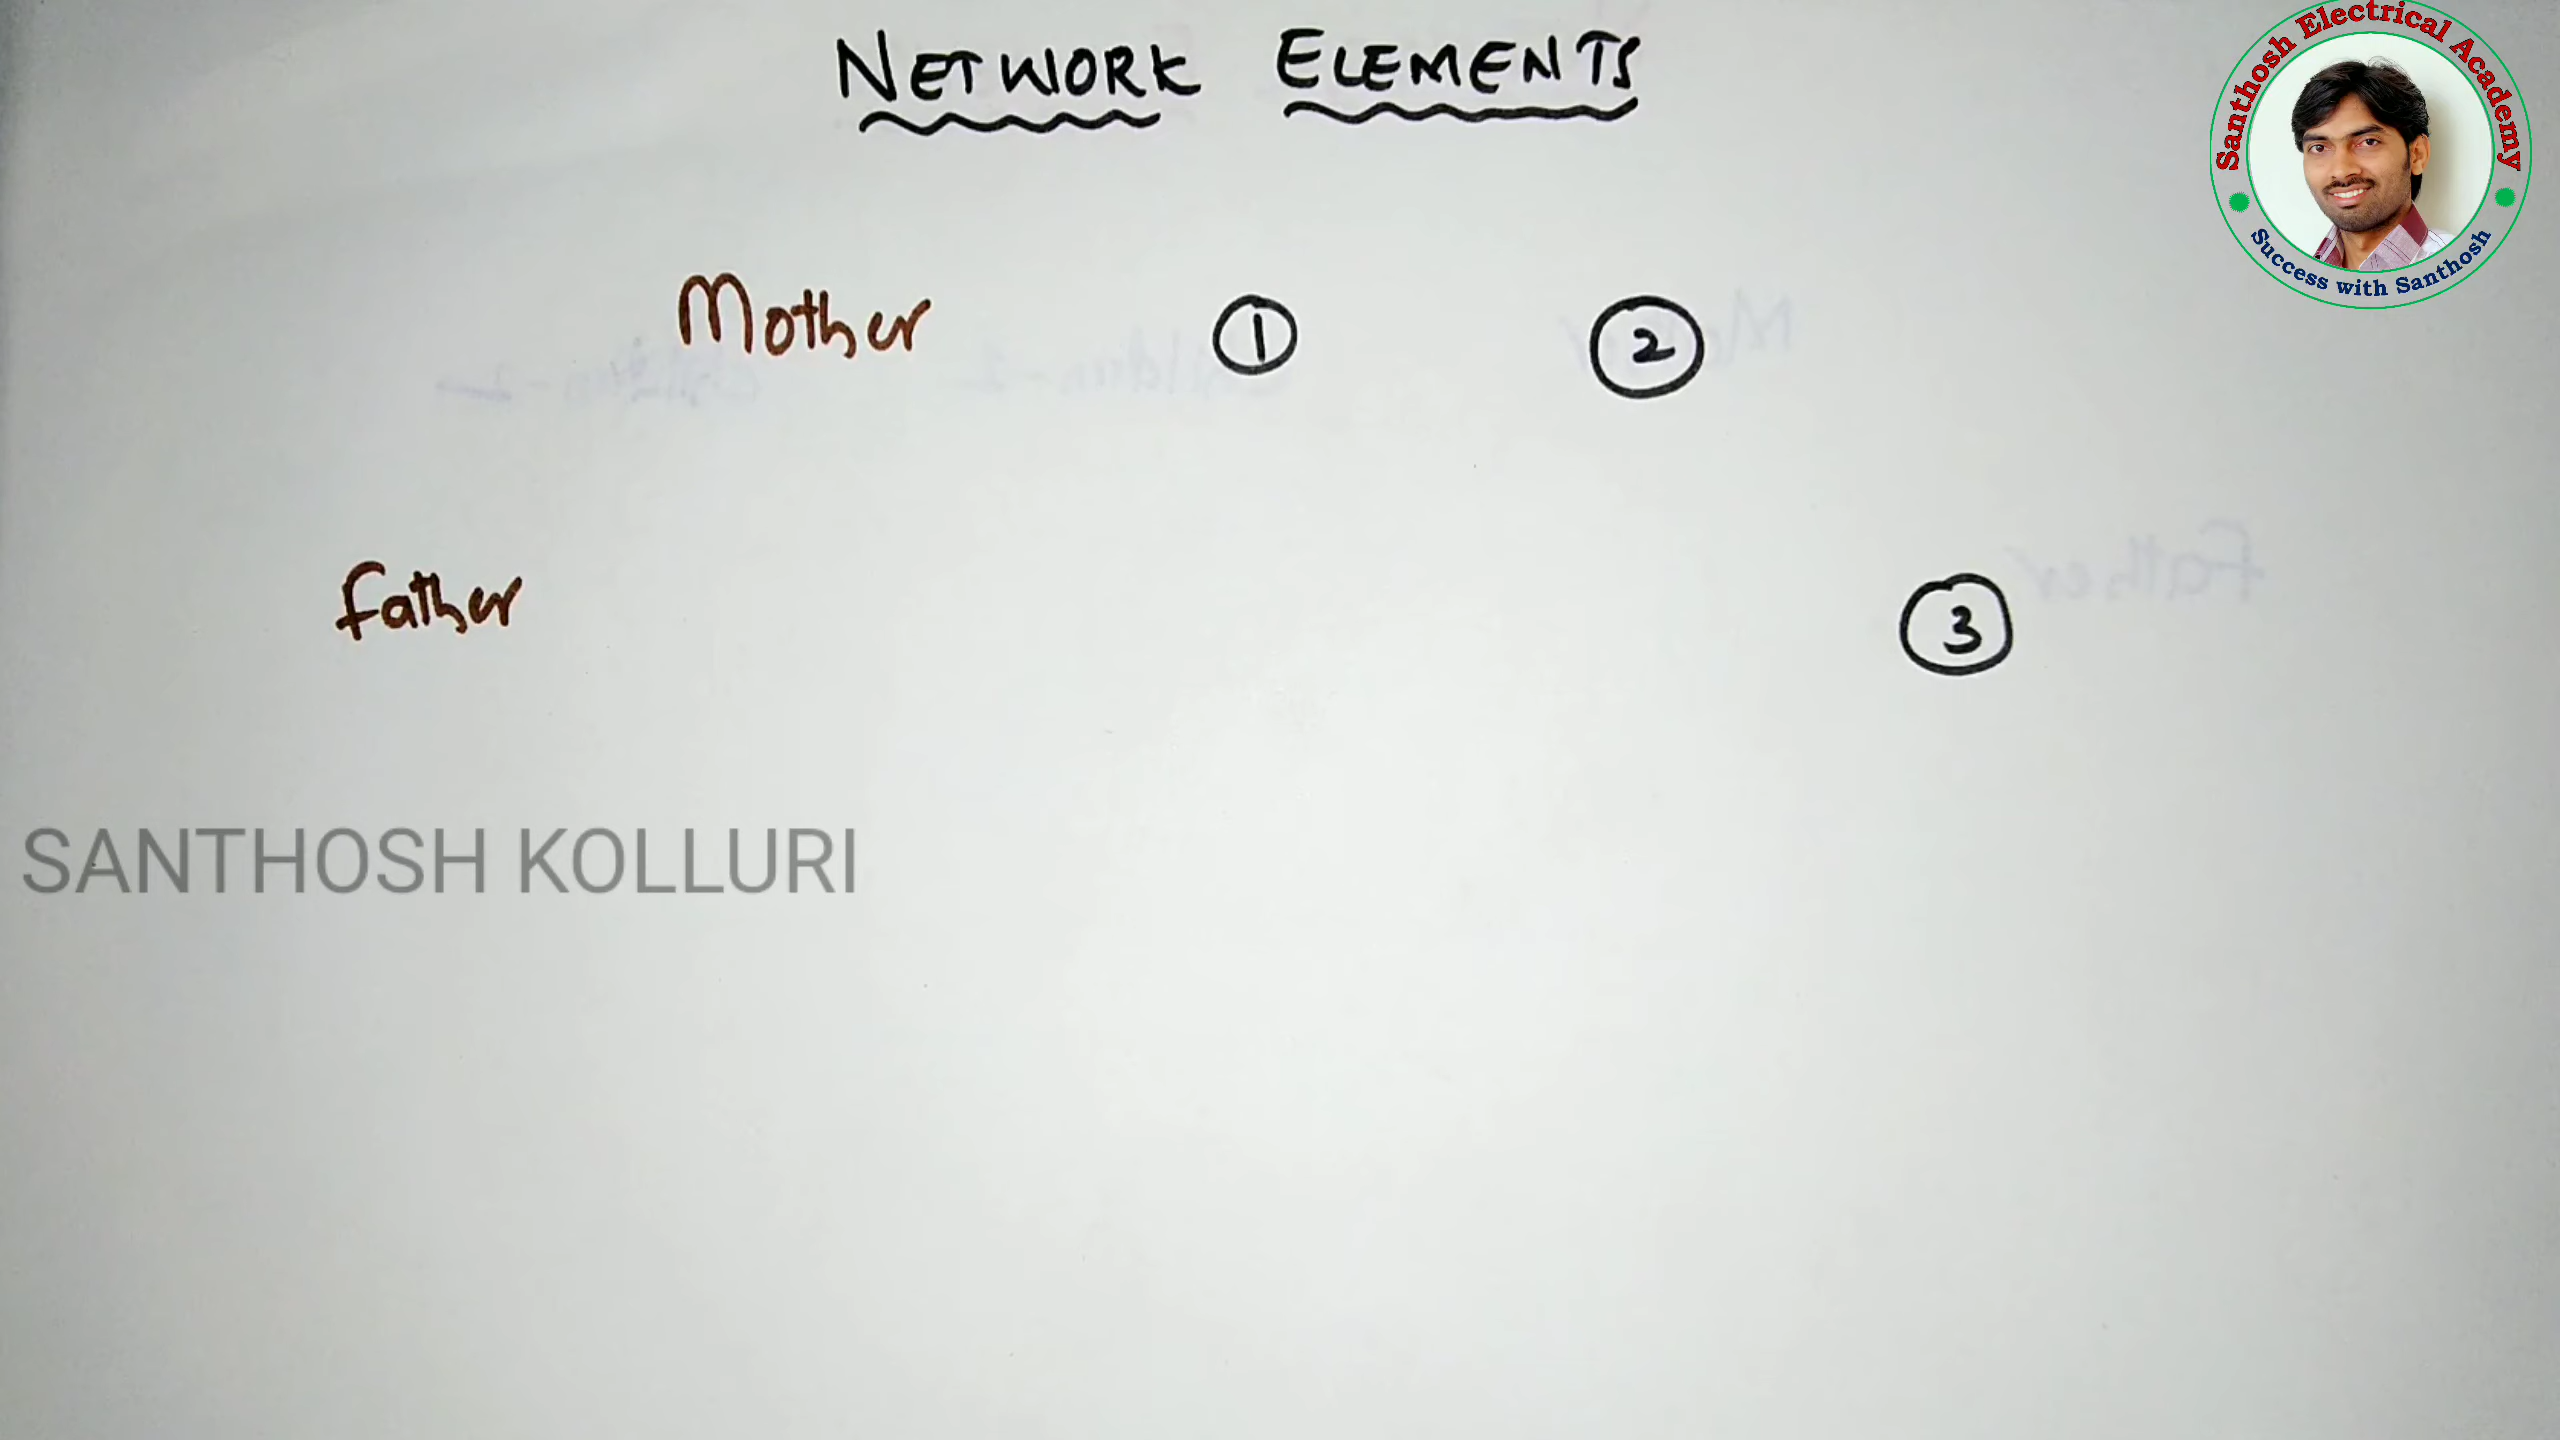 NETWORK ELEMENTS
Santhosh Electrical Academy
Success with Santhosh
Mother 1 2
Father 3
SANTHOSH KOLLURI